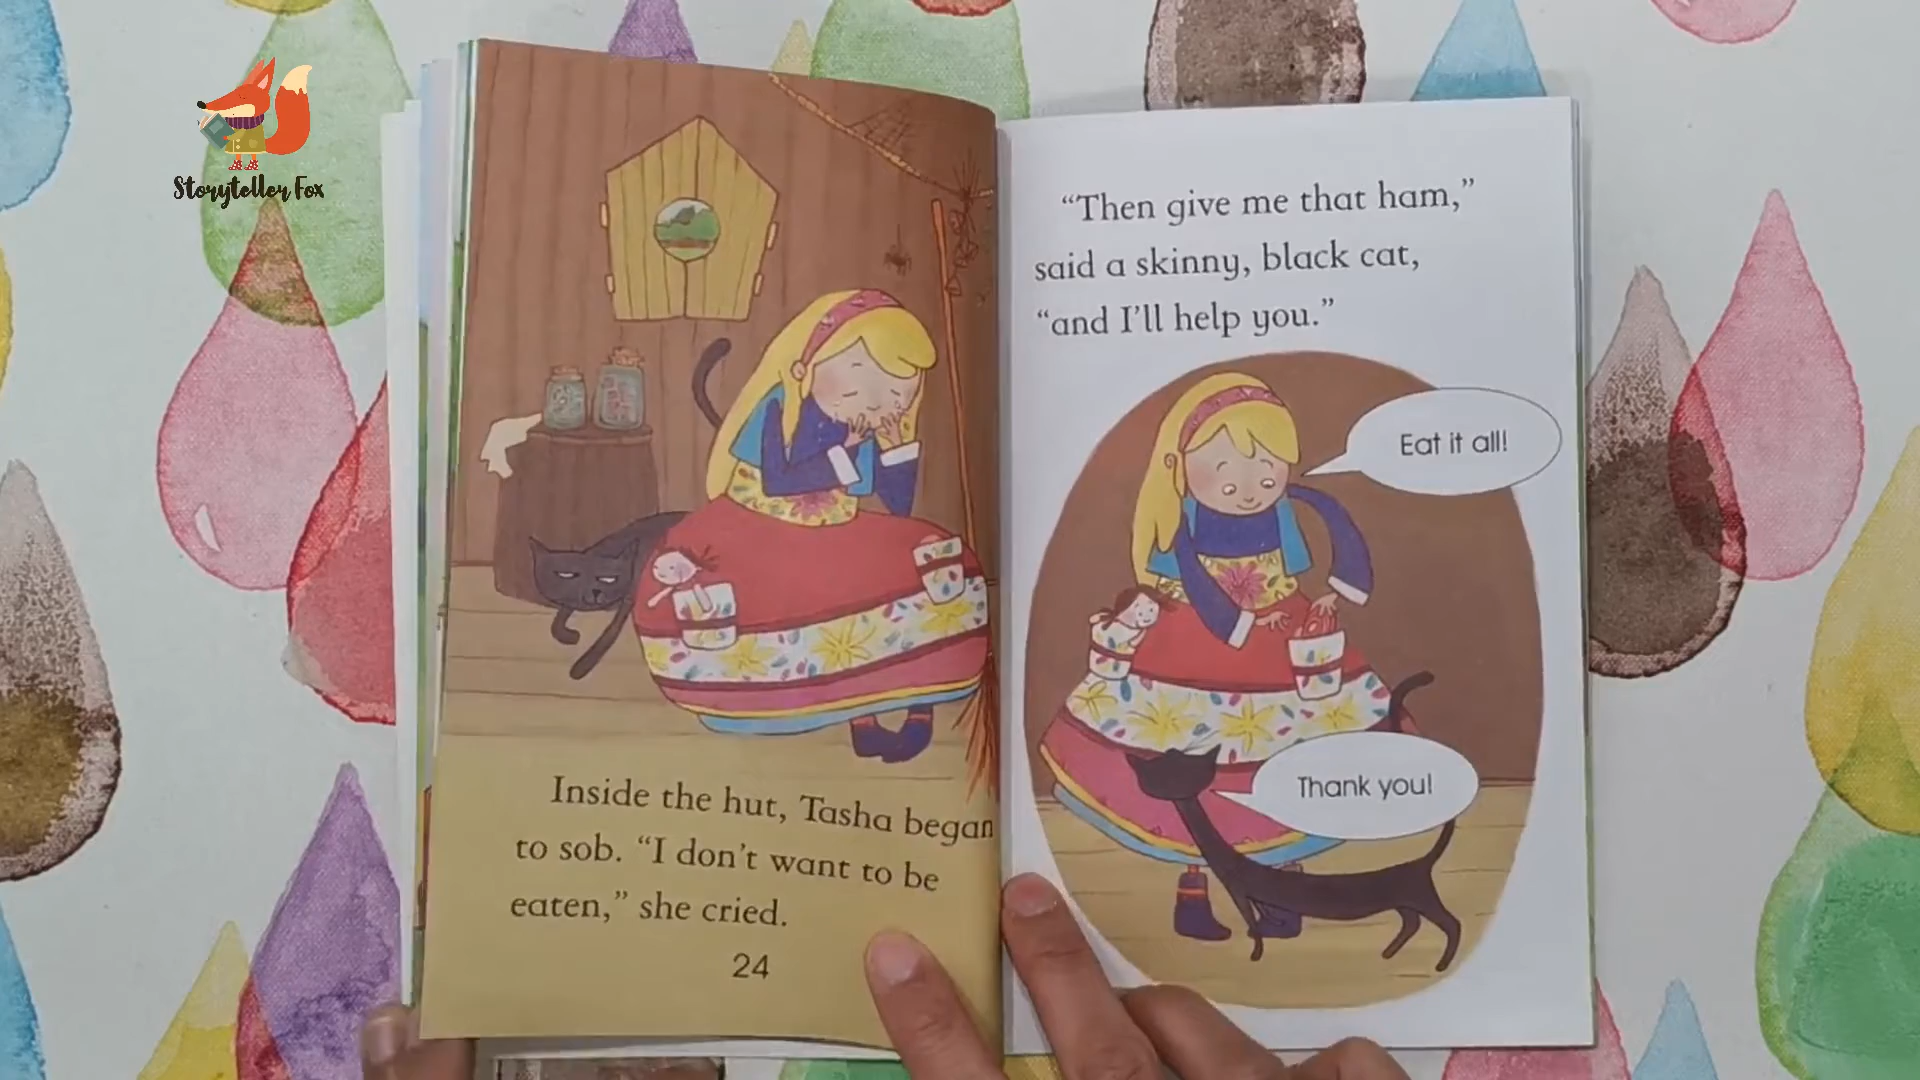 Storyteller Fox
Inside the hut, Tasha began
to sob. “I don’t want to be
eaten,” she cried.
24
“Then give me that ham,”
said a skinny, black cat,
“and I’ll help you.”
Eat it all!
Thank you!